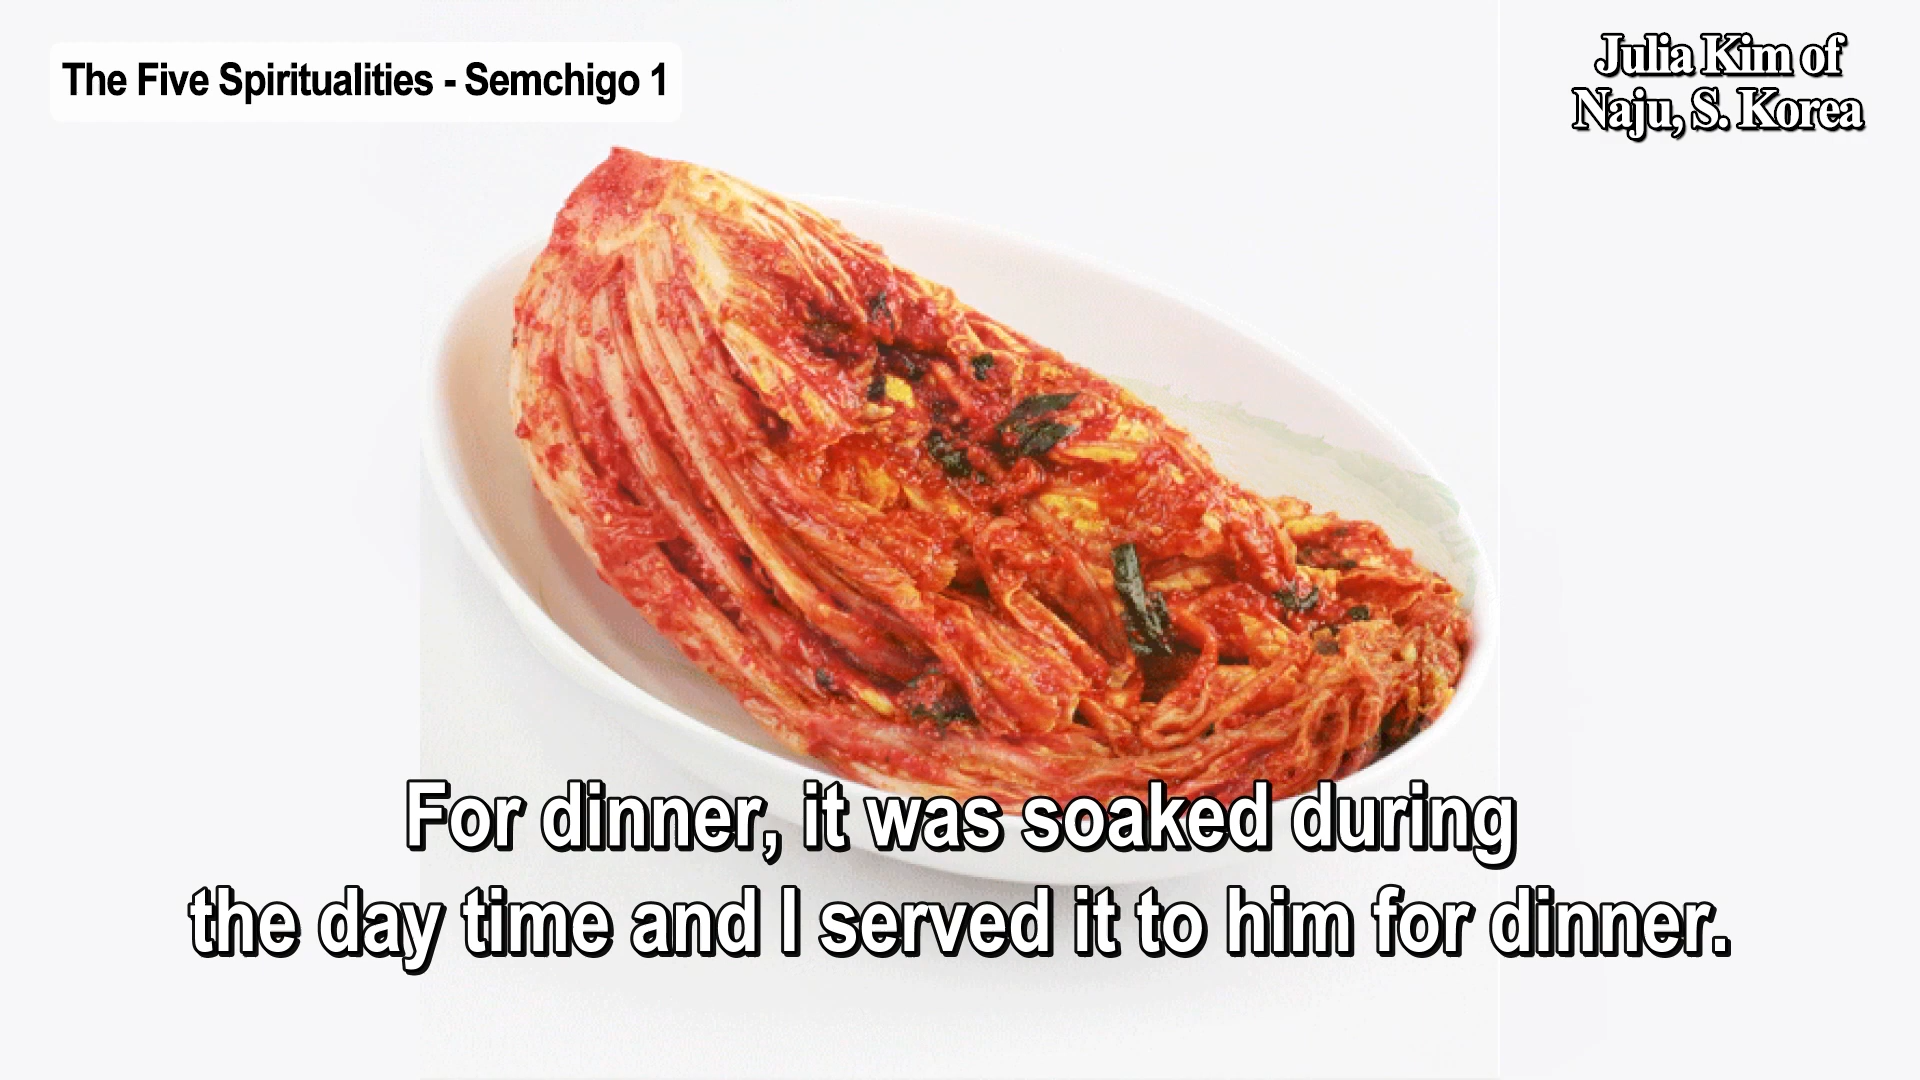 The Five Spiritualities - Semchigo 1
Julia Kim of
Naju, S. Korea
For dinner, it was soaked during
the day time and I served it to him for dinner.